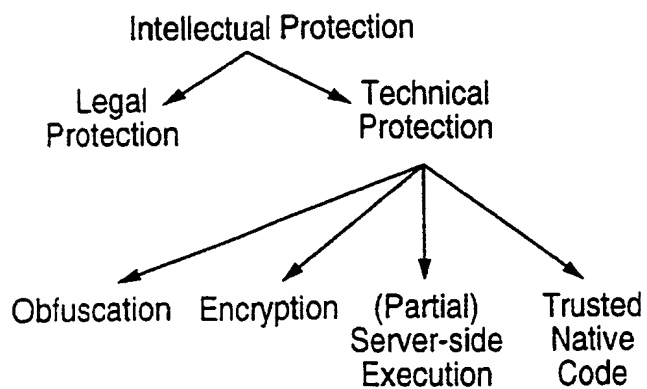 Intellectual Protection
Legal
Protection
Technical
Protection
Obfuscation
Encryption
(Partial)
Server-side
Execution
Trusted
Native
Code